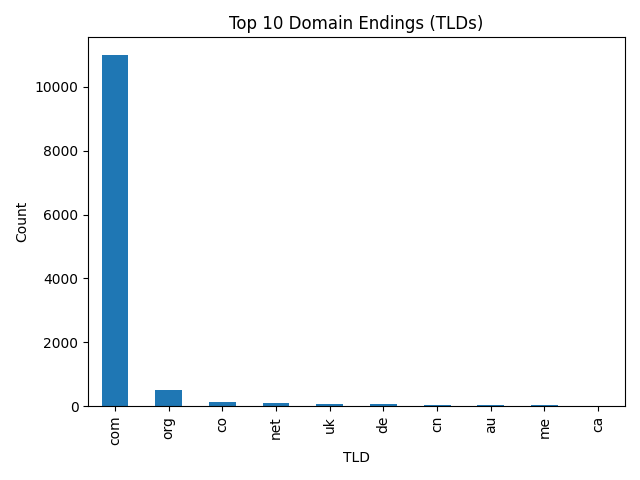 Top 10 Domain Endings (TLDs)
Count
10000
8000
6000
4000
2000
0
com
org
co
net
uk
de
cn
au
me
ca
TLD